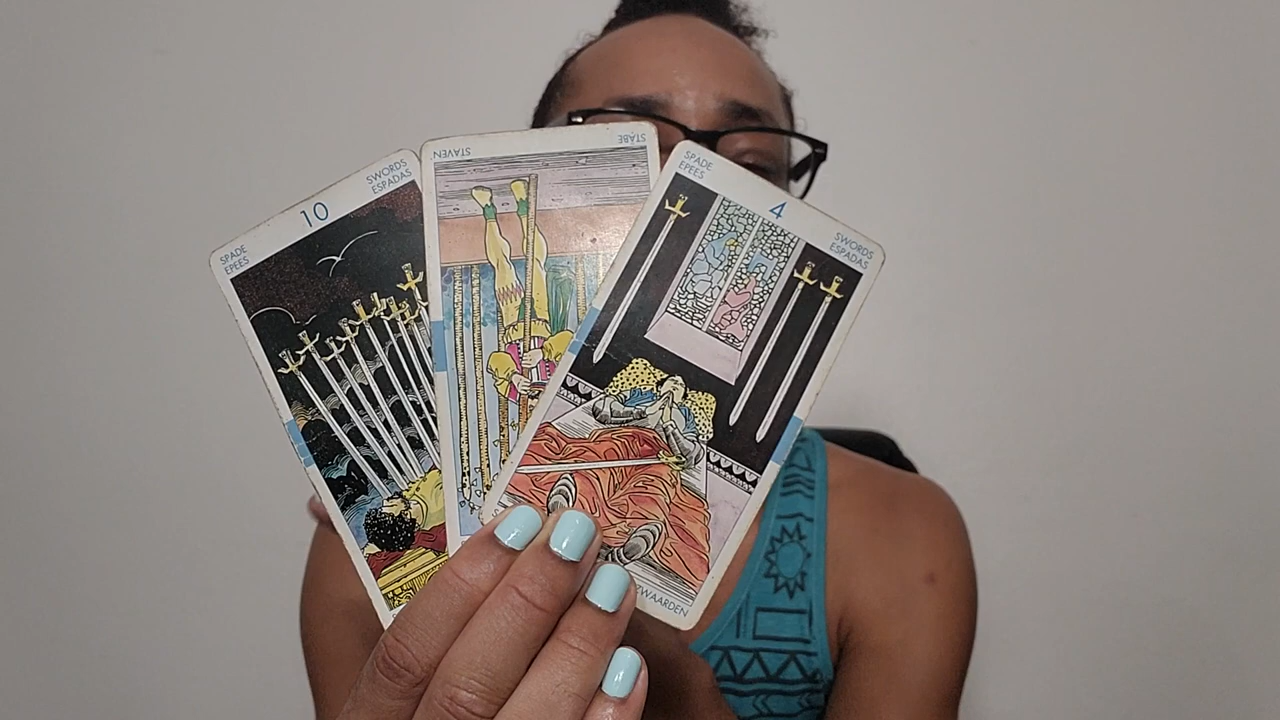 SPADE
EPEES
10
SWORDS
ESPADAS
STAVEN
STÄBE
SPADE
EPEES
4
SWORDS
ESPADAS
ZWAARDEN